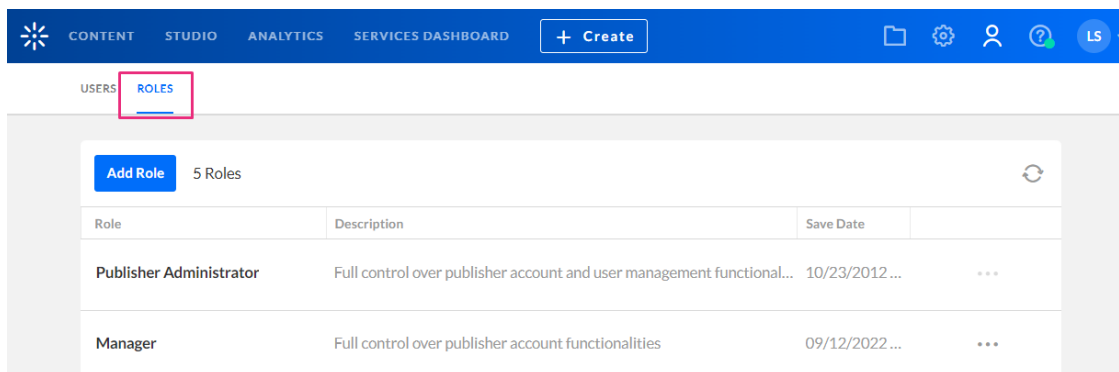 CONTENT STUDIO ANALYTICS SERVICES DASHBOARD + Create LS
USERS ROLES
Add Role 5 Roles
Role Description Save Date
Publisher Administrator Full control over publisher account and user management functional... 10/23/2012 ...
Manager Full control over publisher account functionalities 09/12/2022 ...